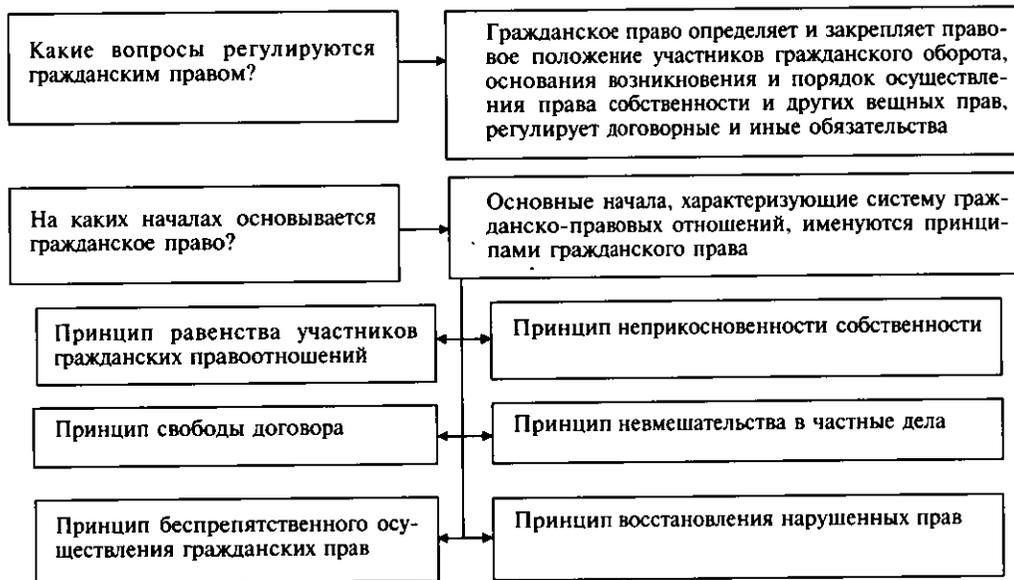 Какие вопросы регулируются
гражданским правом?
Гражданское право определяет и закрепляет право-
вое положение участников гражданского оборота,
основания возникновения и порядок осуществле-
ния права собственности и других вещных прав,
регулирует договорные и иные обязательства
На каких началах основывается
гражданское право?
Основные начала, характеризующие систему граж-
данско-правовых отношений, именуются принци-
пами гражданского права
Принцип равенства участников
гражданских правоотношений
Принцип неприкосновенности собственности
Принцип свободы договора
Принцип невмешательства в частные дела
Принцип беспрепятственного осу-
ществления гражданских прав
Принцип восстановления нарушенных прав